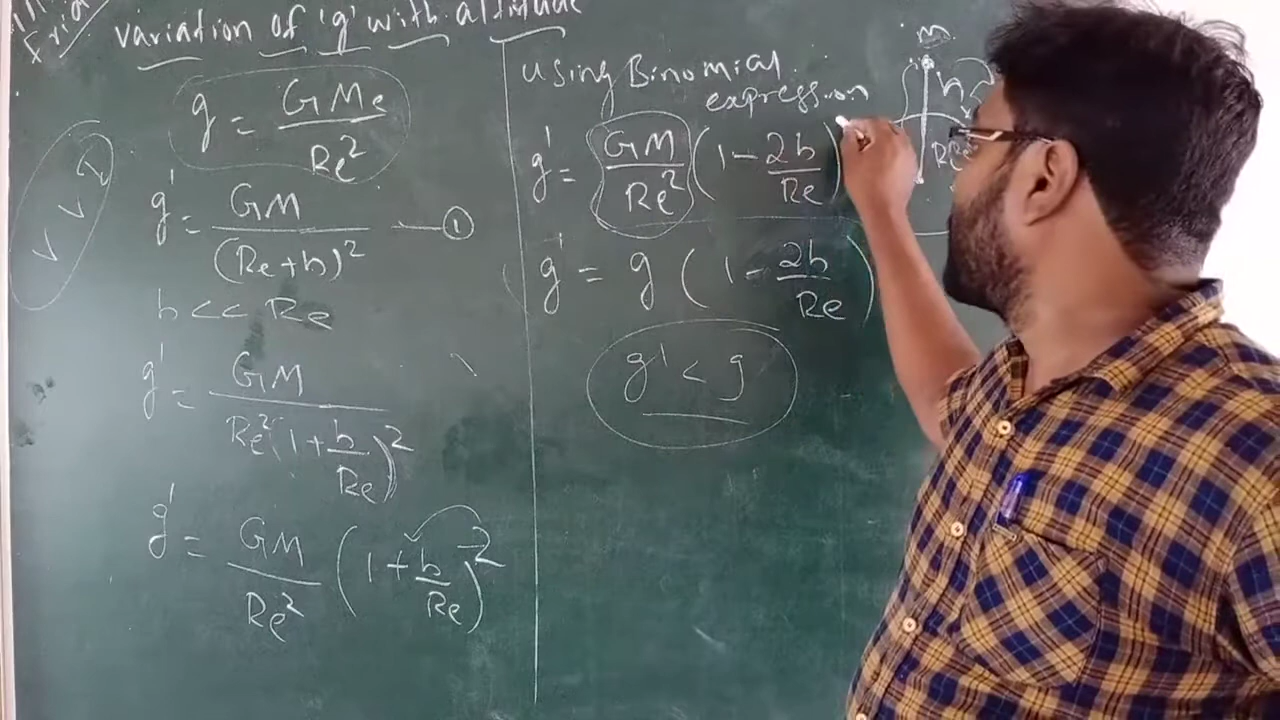 variation of 'g' with altitude
g = GMe / Re²
g' = GM / (Re+h)² — ①
h << Re
g' = GM / Re²(1+h/Re)²
g' = GM / Re² (1+h/Re)⁻²
using Binomial
expression
g' = GM / Re² (1 - 2h/Re)
g' = g (1 - 2h/Re)
g' < g
m
h
Re